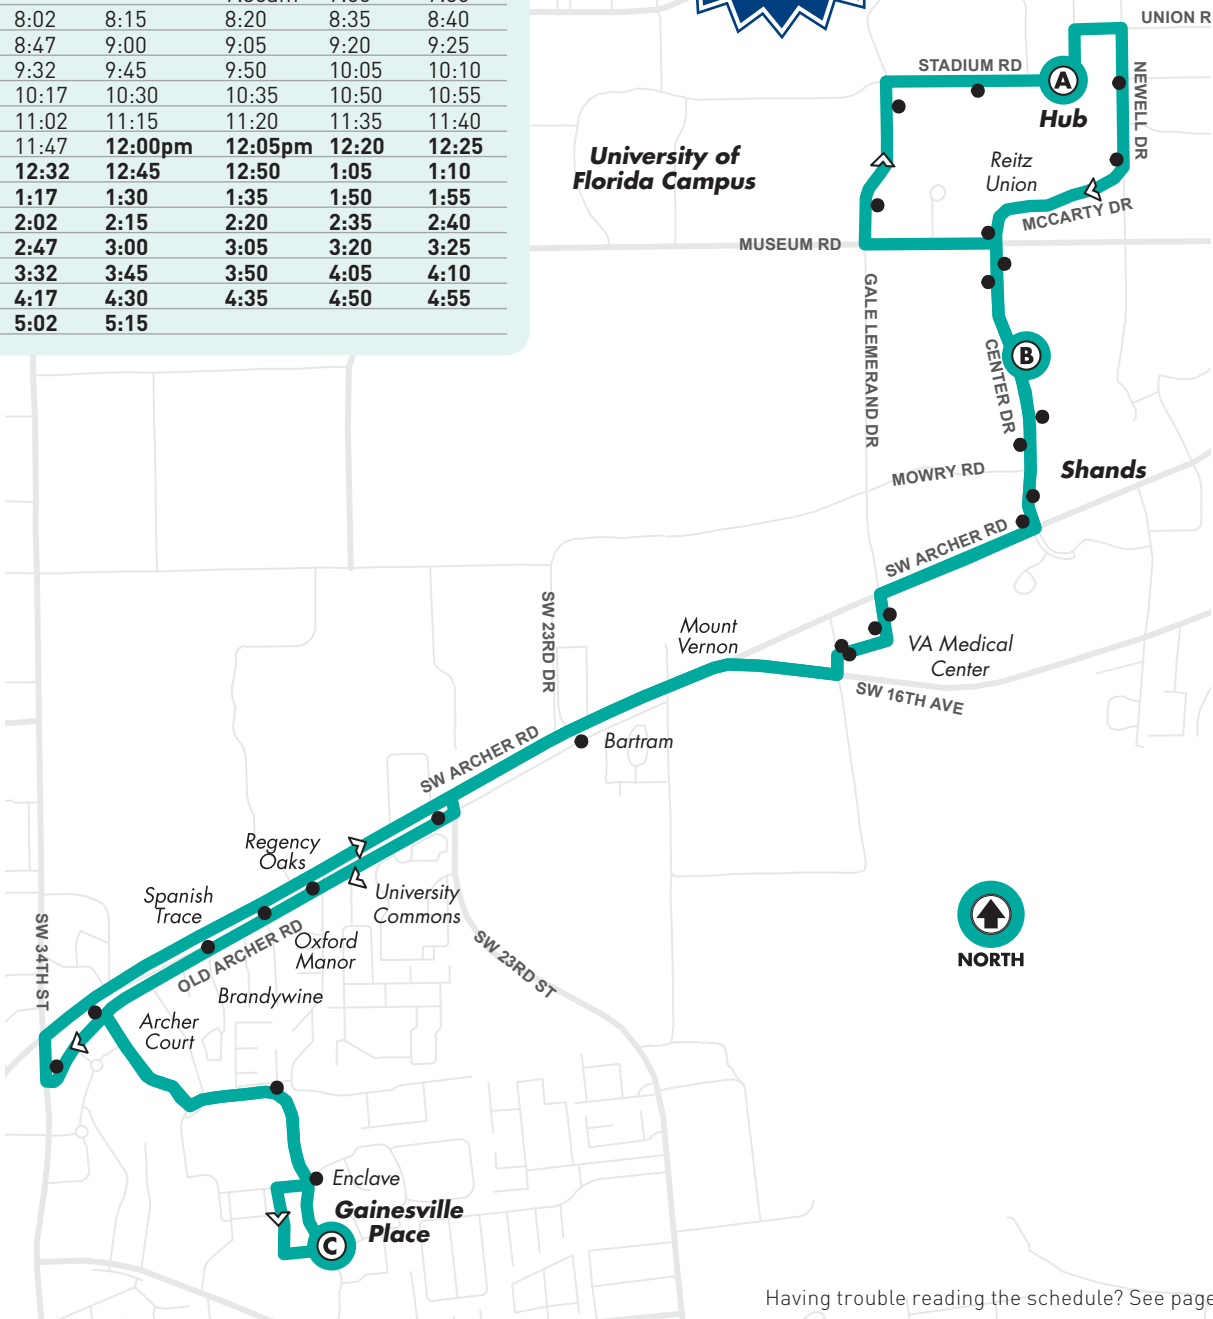 8:02 8:15 8:20 8:35 8:40
8:47 9:00 9:05 9:20 9:25
9:32 9:45 9:50 10:05 10:10
10:17 10:30 10:35 10:50 10:55
11:02 11:15 11:20 11:35 11:40
11:47 12:00pm 12:05pm 12:20 12:25
12:32 12:45 12:50 1:05 1:10
1:17 1:30 1:35 1:50 1:55
2:02 2:15 2:20 2:35 2:40
2:47 3:00 3:05 3:20 3:25
3:32 3:45 3:50 4:05 4:10
4:17 4:30 4:35 4:50 4:55
5:02 5:15
UNION R
STADIUM RD
A
Hub
NEWELL DR
University of
Florida Campus
Reitz
Union
MCCARTY DR
MUSEUM RD
GALE LEMERAND DR
CENTER DR
B
MOWRY RD
Shands
SW ARCHER RD
SW 23RD DR
Mount
Vernon
VA Medical
Center
SW 16TH AVE
Bartram
SW ARCHER RD
Regency
Oaks
Spanish
Trace
University
Commons
SW 34TH ST
OLD ARCHER RD
Oxford
Manor
SW 23RD ST
NORTH
Brandywine
Archer
Court
Enclave
Gainesville
Place
C
Having trouble reading the schedule? See page